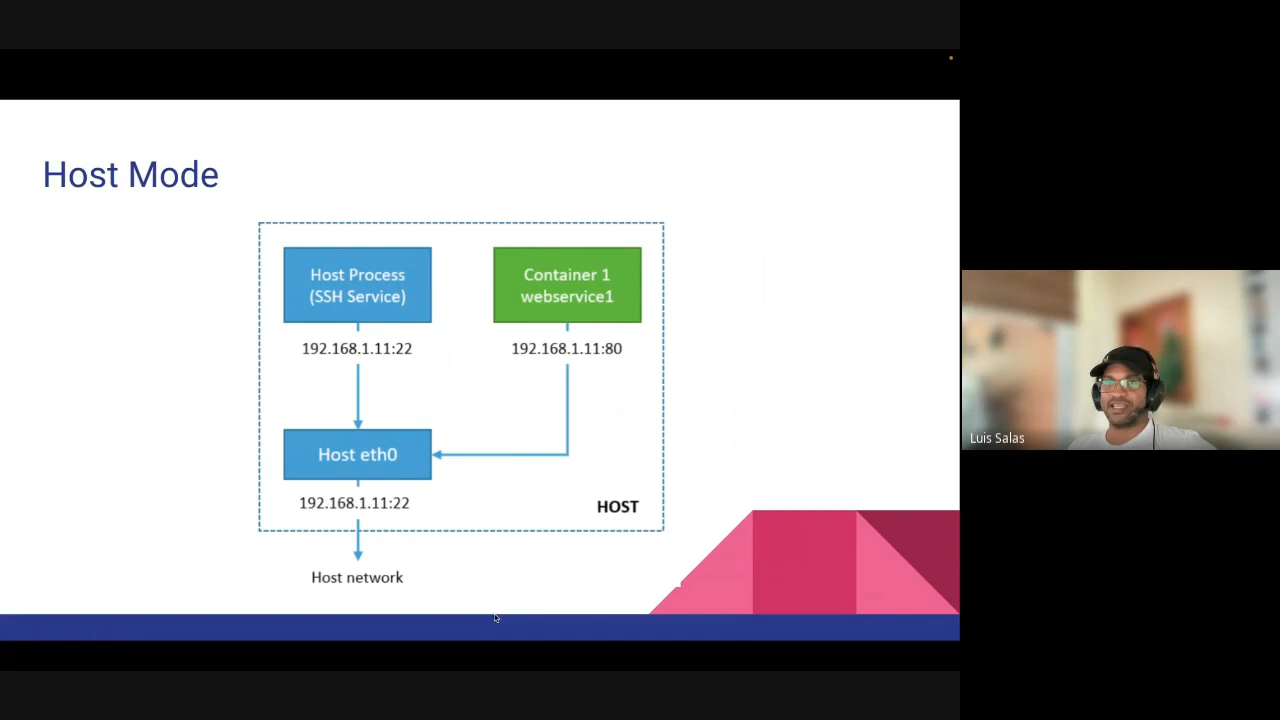 Host Mode
Host Process
(SSH Service)
Container 1
webservice1
192.168.1.11:22
192.168.1.11:80
Host eth0
192.168.1.11:22
HOST
Host network
Luis Salas